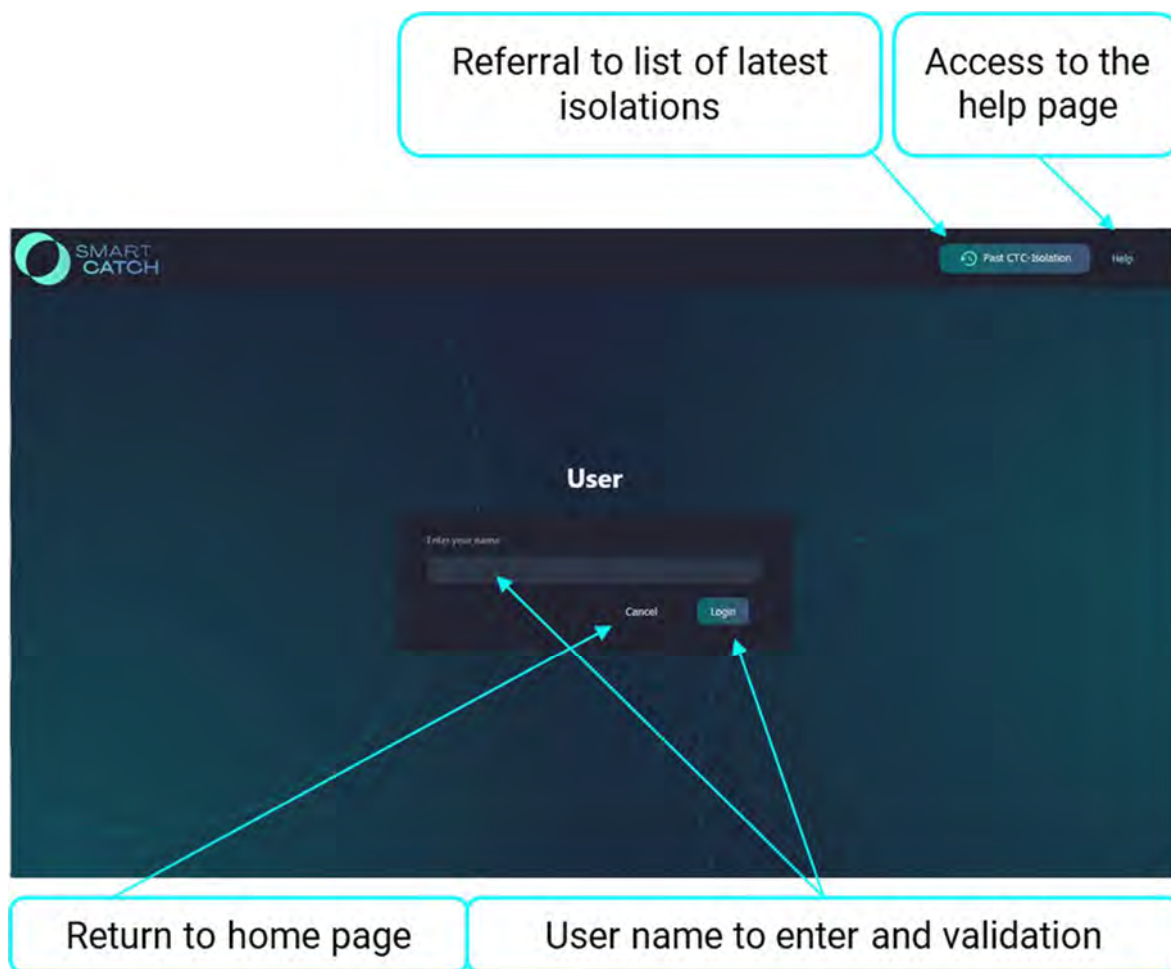 Referral to list of latest
isolations
Access to the
help page
SMART
CATCH
Past CTC-Isolation
Help
User
Enter your name
Cancel
Login
Return to home page
User name to enter and validation